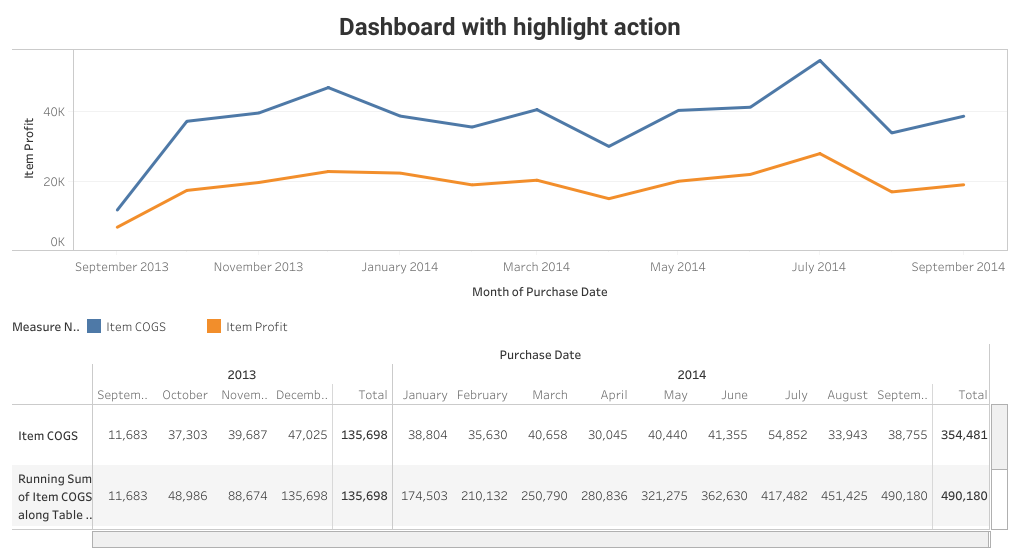 Dashboard with highlight action
Item Profit
40K
20K
0K
September 2013 November 2013 January 2014 March 2014 May 2014 July 2014 September 2014
Month of Purchase Date
Measure N.. Item COGS Item Profit
Purchase Date
2013 2014
Septem.. October Novem.. Decemb.. Total January February March April May June July August Septem.. Total
Item COGS 11,683 37,303 39,687 47,025 135,698 38,804 35,630 40,658 30,045 40,440 41,355 54,852 33,943 38,755 354,481
Running Sum
of Item COGS 11,683 48,986 88,674 135,698 135,698 174,503 210,132 250,790 280,836 321,275 362,630 417,482 451,425 490,180 490,180
along Table ..